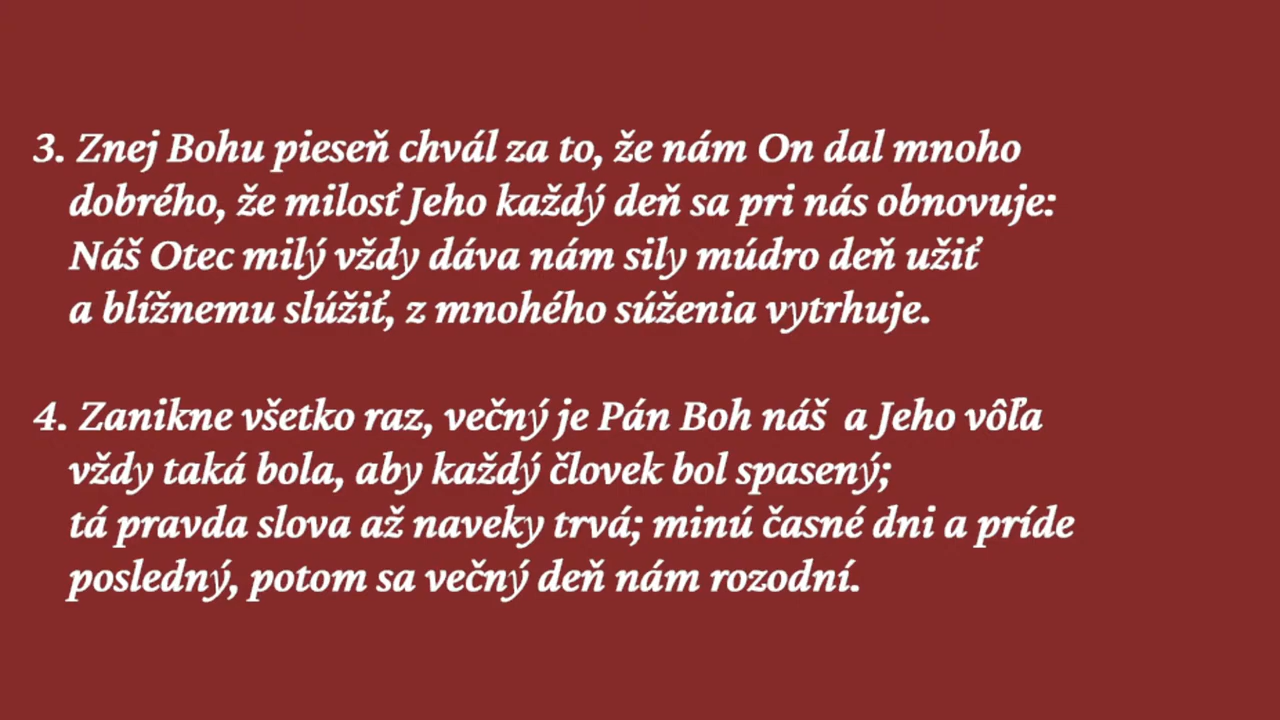 3. Znej Bohu pieseň chvál za to, že nám On dal mnoho
dobrého, že milosť Jeho každý deň sa pri nás obnovuje:
Náš Otec milý vždy dáva nám sily múdro deň užiť
a blížnemu slúžiť, z mnohého súženia vytrhuje.
4. Zanikne všetko raz, večný je Pán Boh náš a Jeho vôľa
vždy taká bola, aby každý človek bol spasený;
tá pravda slova až naveky trvá; minú časné dni a príde
posledný, potom sa večný deň nám rozodní.